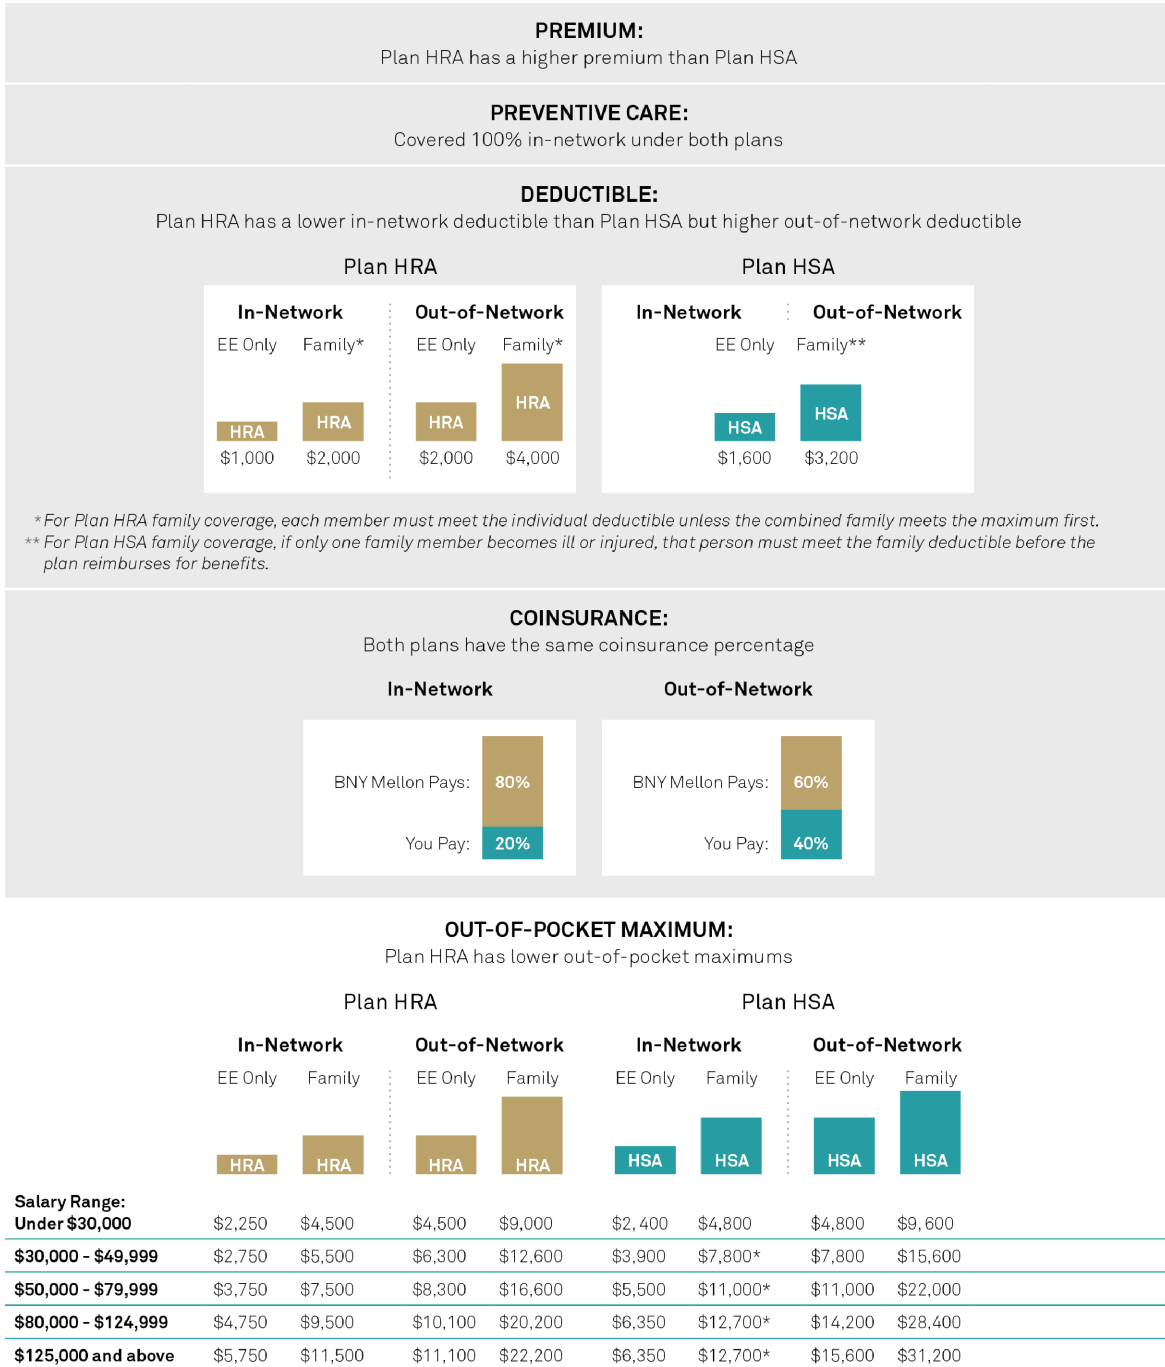 PREMIUM:
Plan HRA has a higher premium than Plan HSA
PREVENTIVE CARE:
Covered 100% in-network under both plans
DEDUCTIBLE:
Plan HRA has a lower in-network deductible than Plan HSA but higher out-of-network deductible
Plan HRA Plan HSA
In-Network Out-of-Network In-Network Out-of-Network
EE Only Family* EE Only Family* EE Only Family**
HRA HRA HRA HRA HSA HSA
$1,000 $2,000 $2,000 $4,000 $1,600 $3,200
* For Plan HRA family coverage, each member must meet the individual deductible unless the combined family meets the maximum first.
** For Plan HSA family coverage, if only one family member becomes ill or injured, that person must meet the family deductible before the
plan reimburses for benefits.
COINSURANCE:
Both plans have the same coinsurance percentage
In-Network Out-of-Network
BNY Mellon Pays: 80% BNY Mellon Pays: 60%
You Pay: 20% You Pay: 40%
OUT-OF-POCKET MAXIMUM:
Plan HRA has lower out-of-pocket maximums
Plan HRA Plan HSA
In-Network Out-of-Network In-Network Out-of-Network
EE Only Family EE Only Family EE Only Family EE Only Family
HRA HRA HRA HRA HSA HSA HSA HSA
Salary Range:
Under $30,000 $2,250 $4,500 $4,500 $9,000 $2,400 $4,800 $4,800 $9,600
$30,000 - $49,999 $2,750 $5,500 $6,300 $12,600 $3,900 $7,800* $7,800 $15,600
$50,000 - $79,999 $3,750 $7,500 $8,300 $16,600 $5,500 $11,000* $11,000 $22,000
$80,000 - $124,999 $4,750 $9,500 $10,100 $20,200 $6,350 $12,700* $14,200 $28,400
$125,000 and above $5,750 $11,500 $11,100 $22,200 $6,350 $12,700* $15,600 $31,200